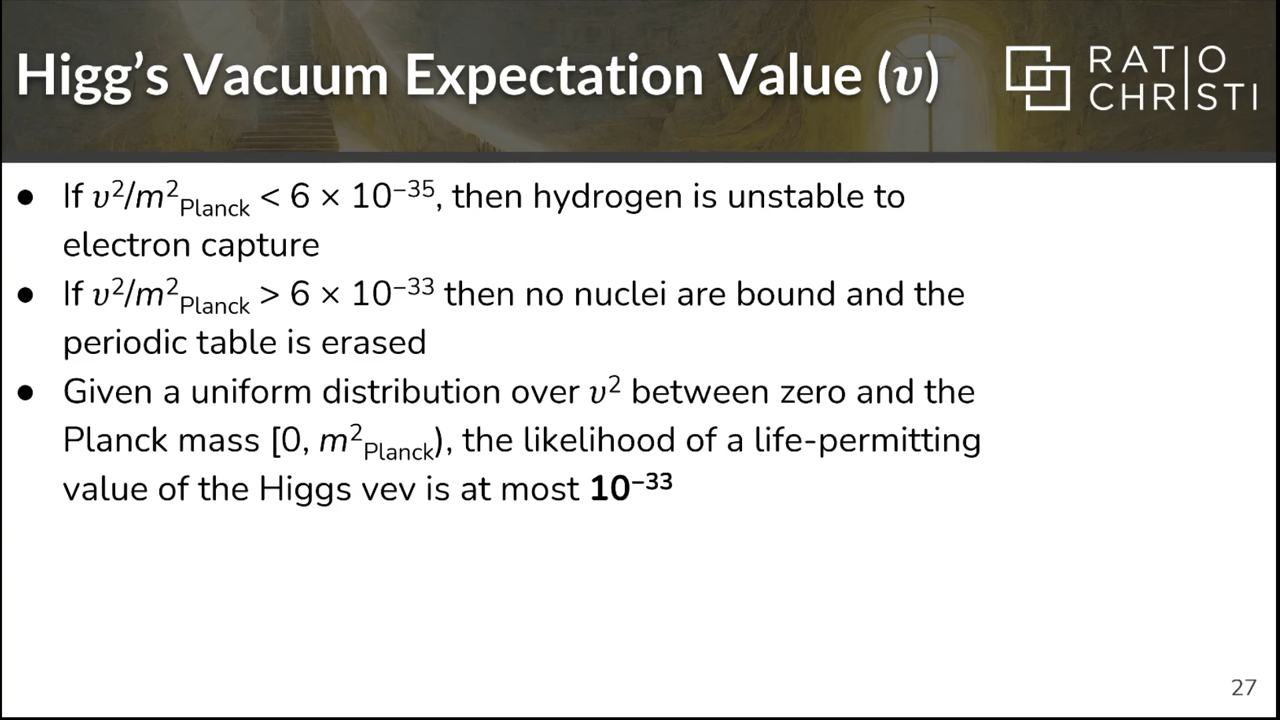 Higg's Vacuum Expectation Value (υ)
RATIO
CHRISTI
● If υ²/m²Planck < 6 × 10⁻³⁵, then hydrogen is unstable to
electron capture
● If υ²/m²Planck > 6 × 10⁻³³ then no nuclei are bound and the
periodic table is erased
● Given a uniform distribution over υ² between zero and the
Planck mass [0, m²Planck), the likelihood of a life-permitting
value of the Higgs vev is at most 10⁻³³
27